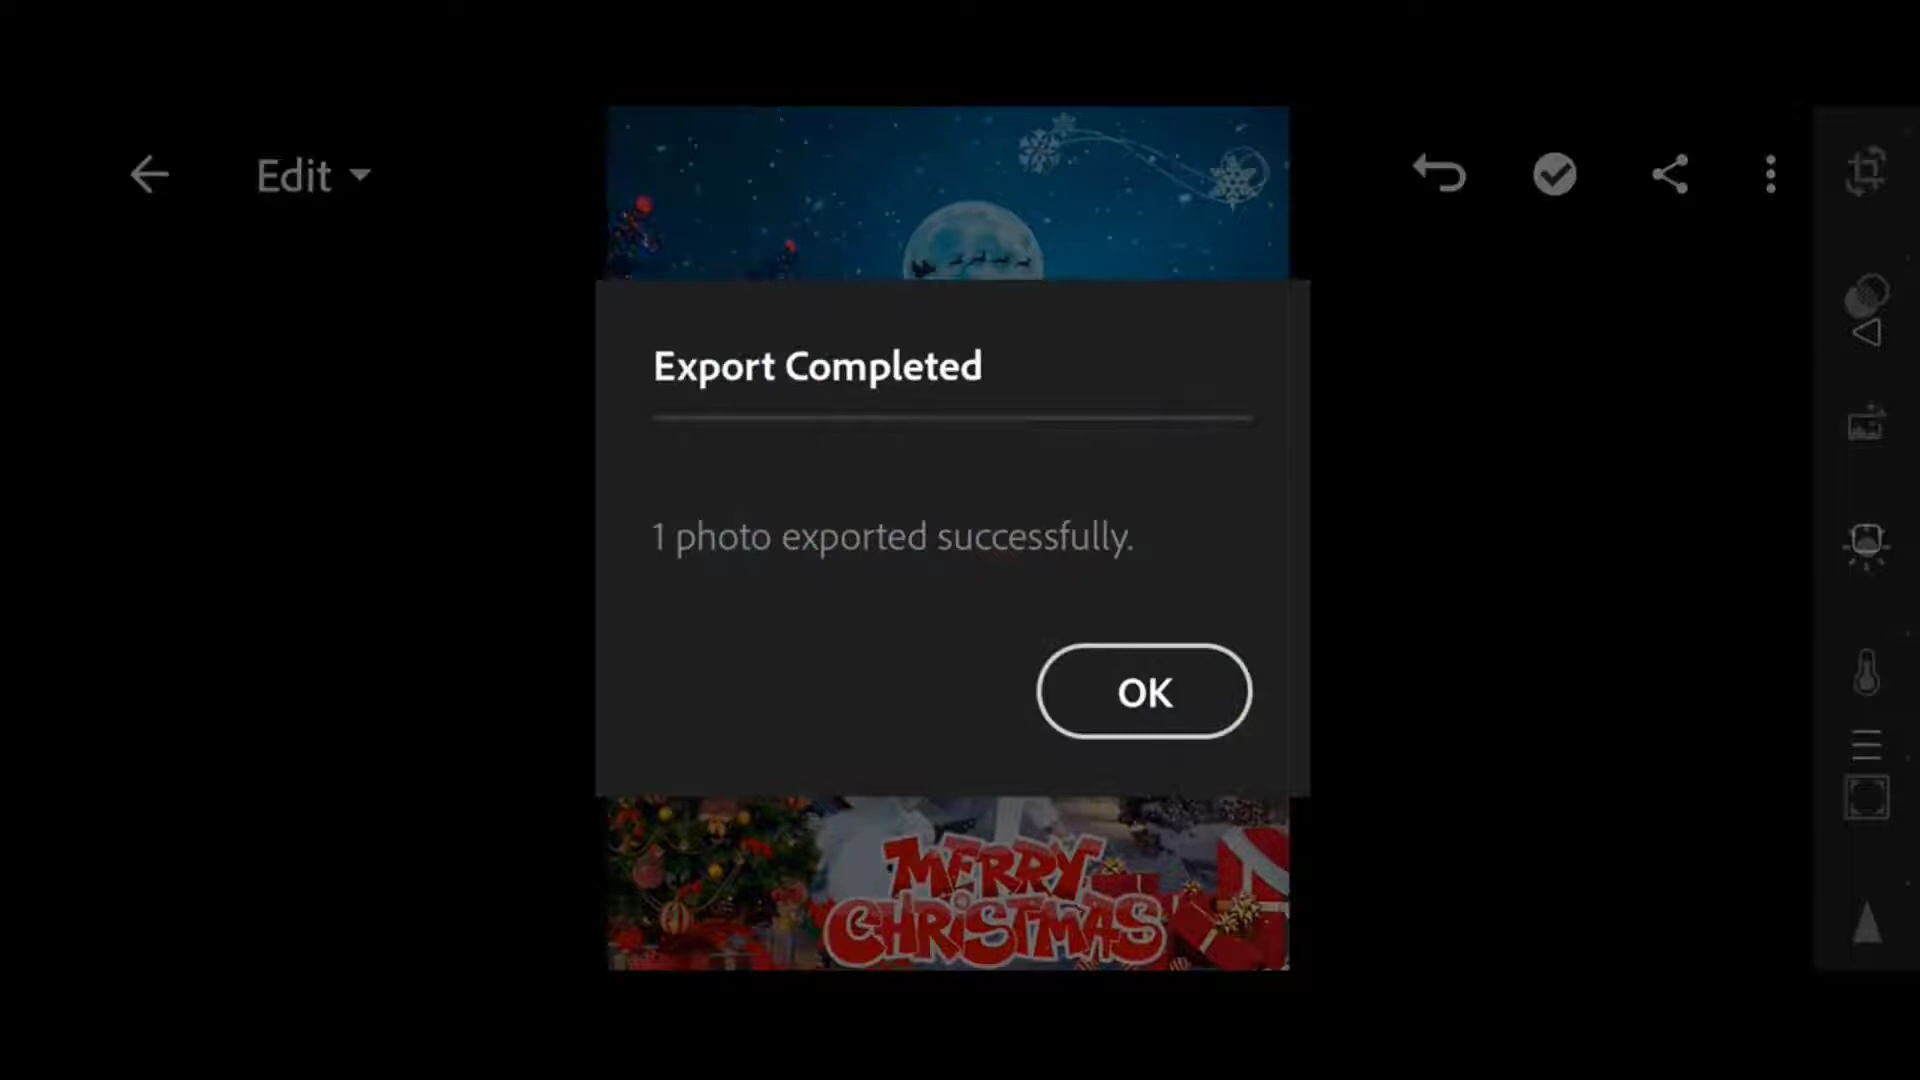 Edit
Export Completed
1 photo exported successfully.
OK
MERRY
CHRISTMAS